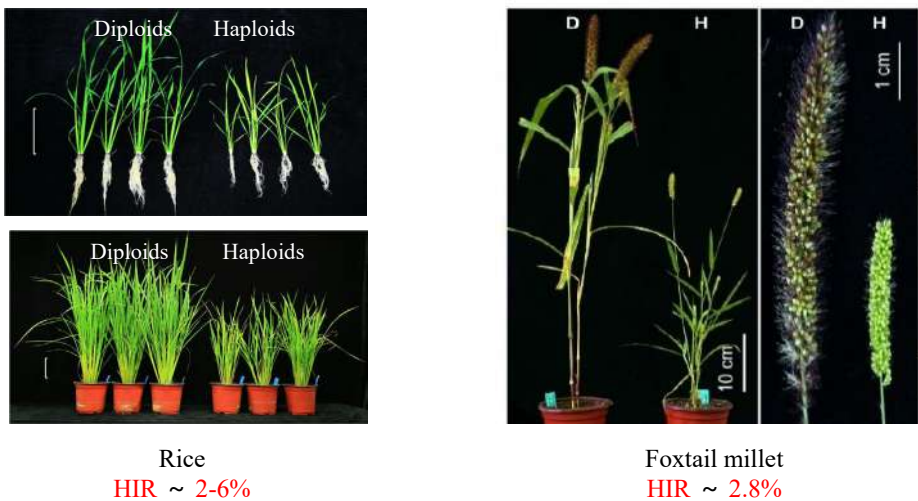 Diploids Haploids
Diploids Haploids
Rice
HIR ~ 2-6%
D H D H
1 cm
10 cm
Foxtail millet
HIR ~ 2.8%